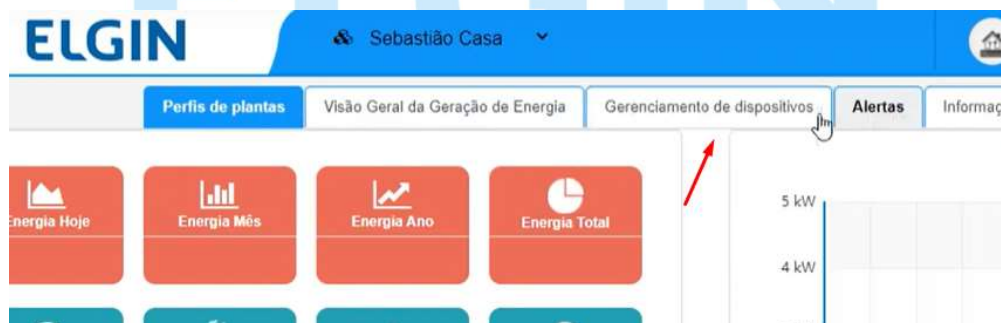 ELGIN
Sebastião Casa
Perfis de plantas
Visão Geral da Geração de Energia
Gerenciamento de dispositivos
Alertas
Informaç
Energia Hoje
Energia Mês
Energia Ano
Energia Total
5 kW
4 kW